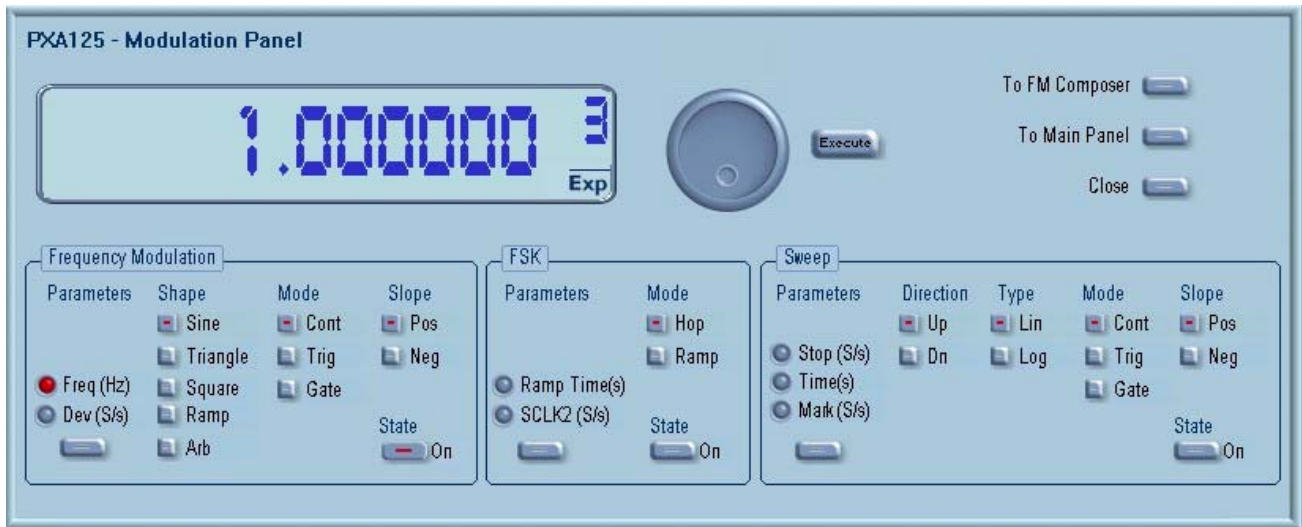 PXA125 - Modulation Panel
1.000000 3
Exp
Execute
To FM Composer
To Main Panel
Close
Frequency Modulation
Parameters Shape Mode Slope
Sine Cont Pos
Triangle Trig Neg
Freq (Hz) Square Gate
Dev (S/s) Ramp
State
Arb On
FSK
Parameters Mode
Hop
Ramp
Ramp Time(s)
SCLK2 (S/s) State
On
Sweep
Parameters Direction Type Mode Slope
Up Lin Cont Pos
Stop (S/s) Dn Log Trig Neg
Time(s) Gate
Mark (S/s)
State
On